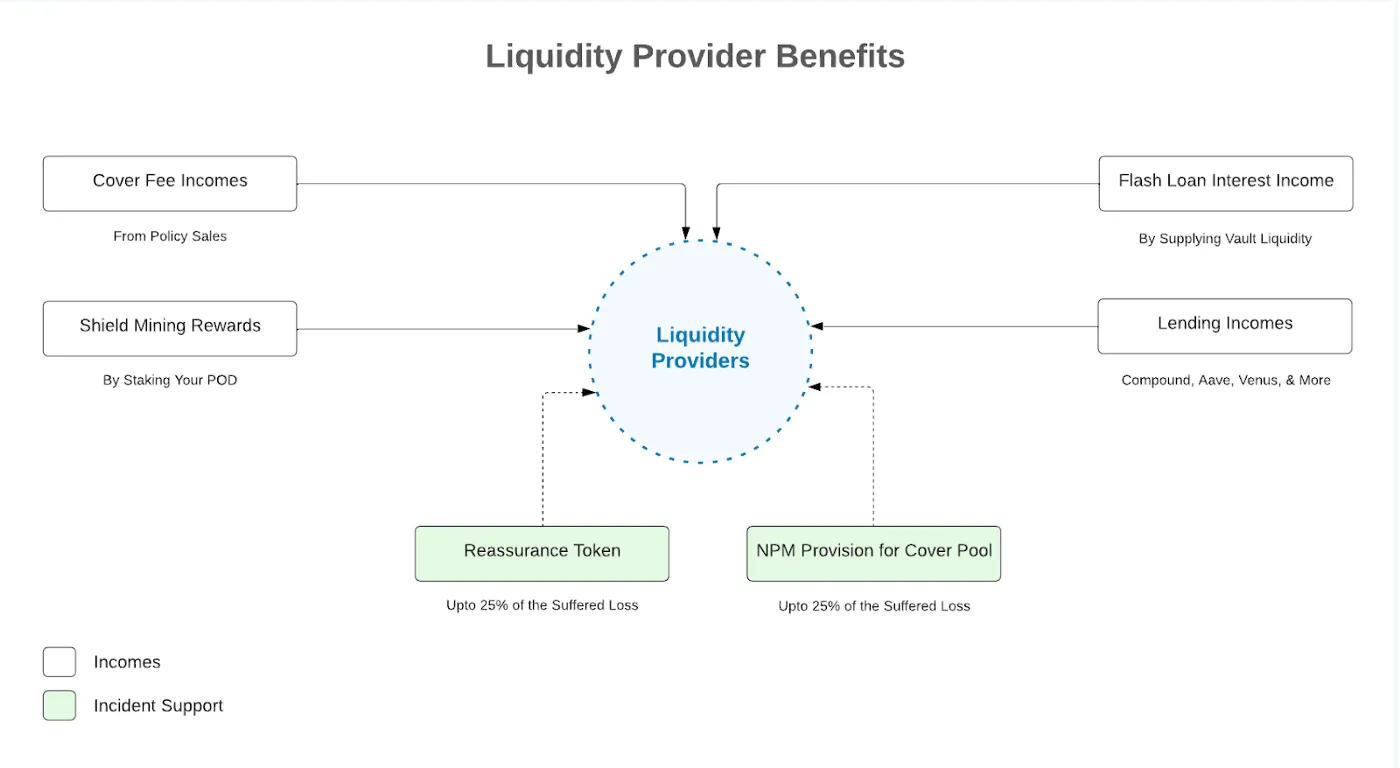 Liquidity Provider Benefits
Cover Fee Incomes
From Policy Sales
Flash Loan Interest Income
By Supplying Vault Liquidity
Shield Mining Rewards
By Staking Your POD
Liquidity
Providers
Lending Incomes
Compound, Aave, Venus, & More
Reassurance Token
Upto 25% of the Suffered Loss
NPM Provision for Cover Pool
Upto 25% of the Suffered Loss
Incomes
Incident Support